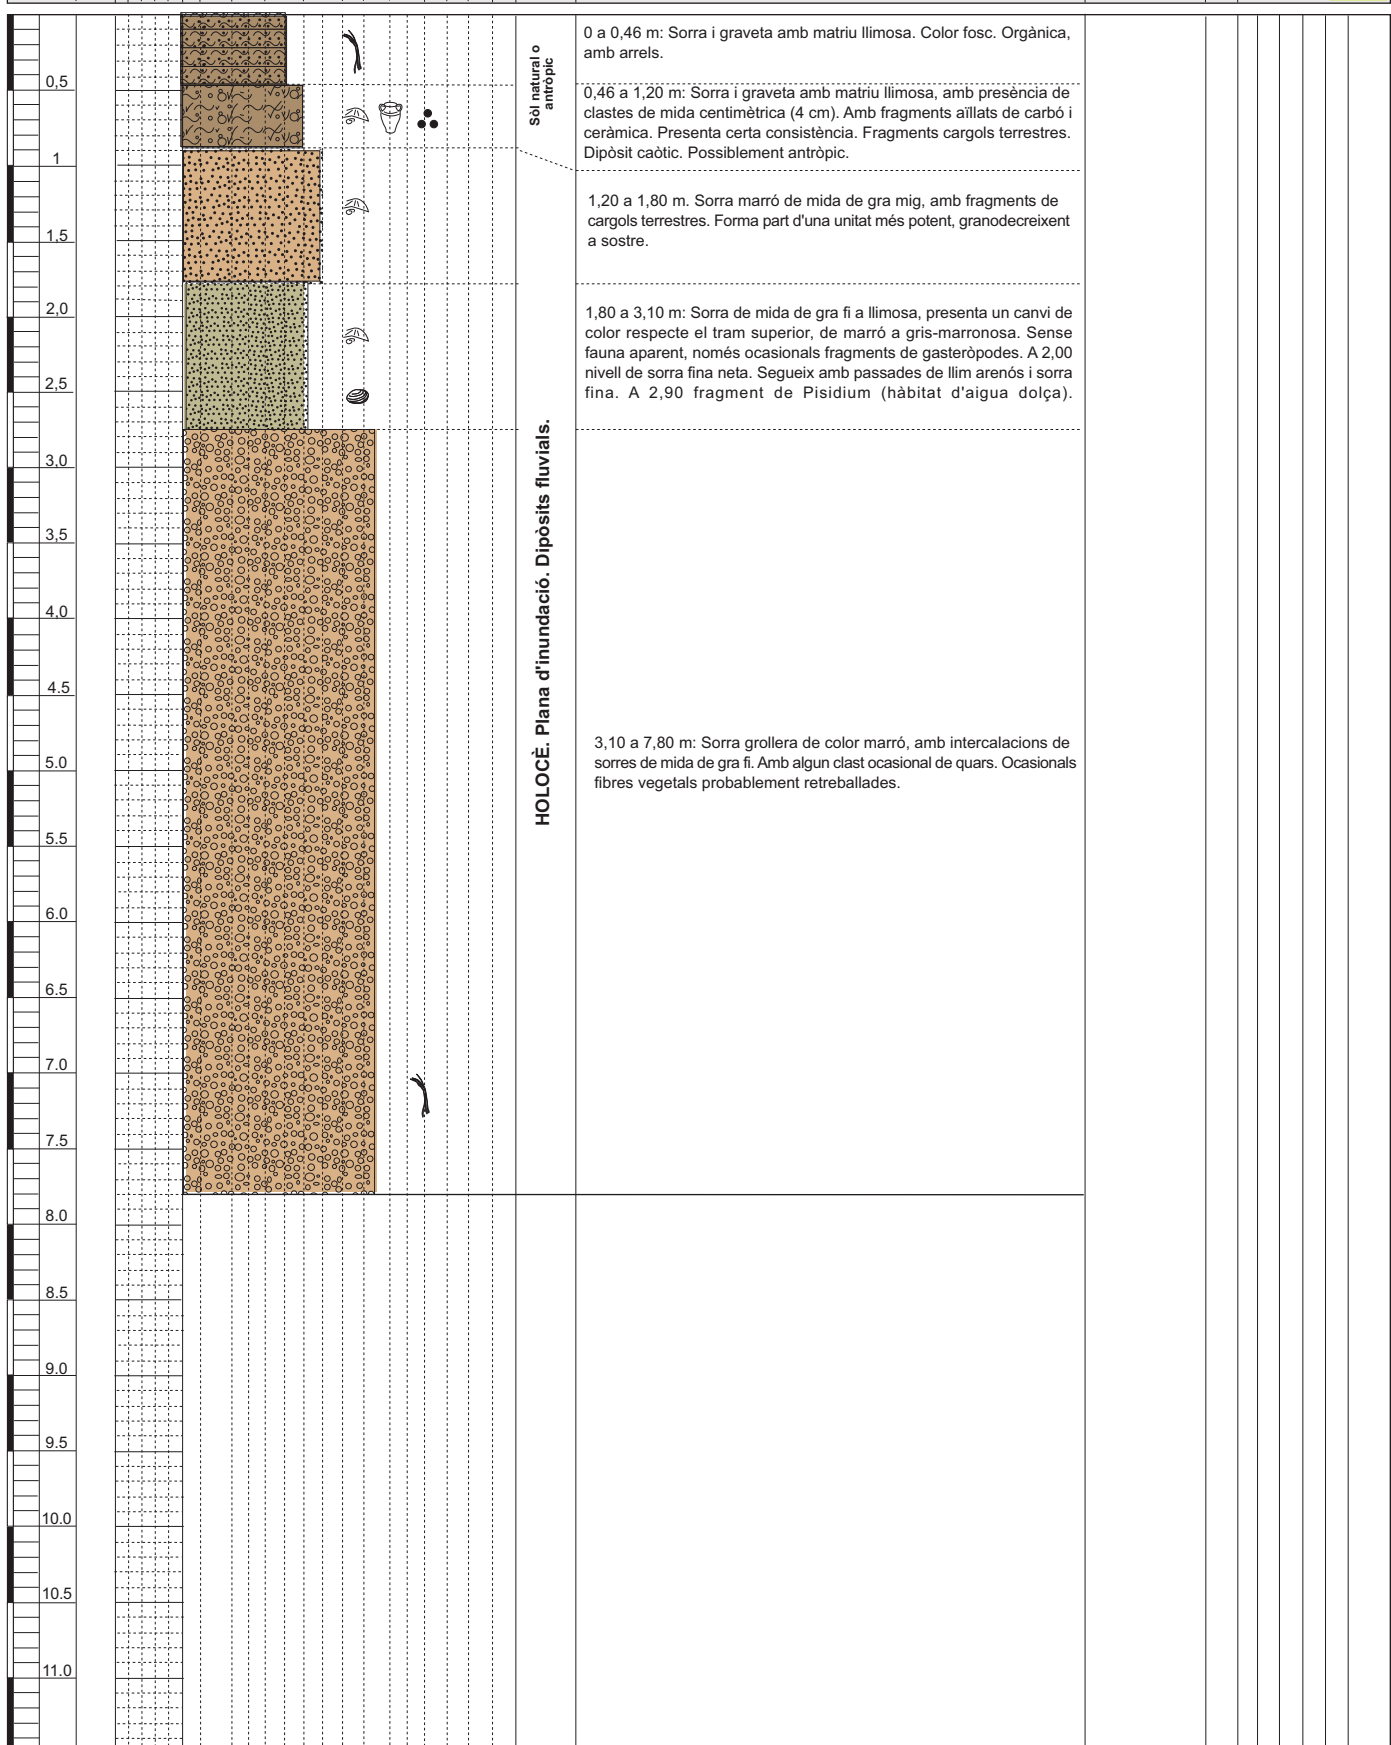 0 a 0,46 m: Sorra i graveta amb matriu llimosa. Color fosc. Orgànica,
amb arrels.
0,46 a 1,20 m: Sorra i graveta amb matriu llimosa, amb presència de
clastes de mida centimètrica (4 cm). Amb fragments aïllats de carbó i
ceràmica. Presenta certa consistència. Fragments cargols terrestres.
Dipòsit caòtic. Possiblement antròpic.
1,20 a 1,80 m. Sorra marró de mida de gra mig, amb fragments de
cargols terrestres. Forma part d'una unitat més potent, granodecreixent
a sostre.
1,80 a 3,10 m: Sorra de mida de gra fi a llimosa, presenta un canvi de
color respecte el tram superior, de marró a gris-marronosa. Sense
fauna aparent, només ocasionals fragments de gasteròpodes. A 2,00
nivell de sorra fina neta. Segueix amb passades de llim arenós i sorra
fina. A 2,90 fragment de Pisidium (hàbitat d'aigua dolça).
3,10 a 7,80 m: Sorra grollera de color marró, amb intercalacions de
sorres de mida de gra fi. Amb algun clast ocasional de quars. Ocasionals
fibres vegetals probablement retreballades.
Sòl natural o
antròpic
HOLOCÈ. Plana d'inundació. Dipòsits fluvials.
0,5
1
1,5
2,0
2,5
3.0
3,5
4,0
4.5
5.0
5.5
6.0
6.5
7.0
7.5
8.0
8.5
9.0
9.5
10.0
10.5
11.0